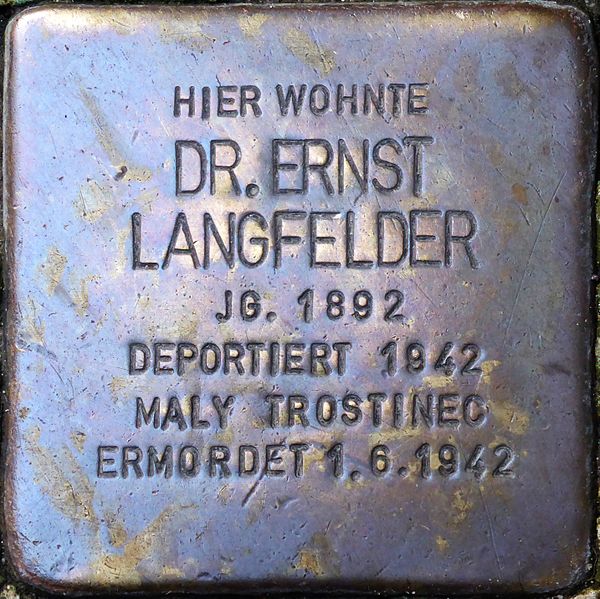 HIER WOHNTE
DR. ERNST
LANGFELDER
JG. 1892
DEPORTIERT 1942
MALY TROSTINEC
ERMORDET 1.6.1942